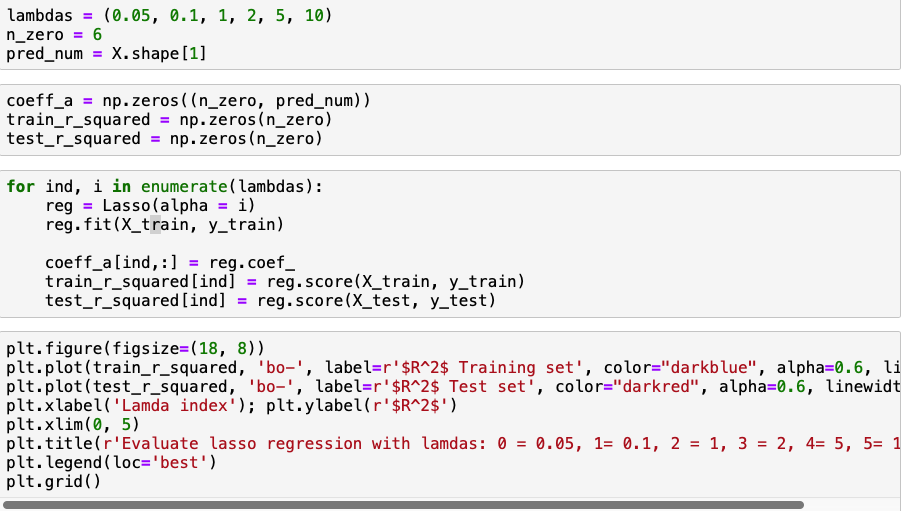 lambdas = (0.05, 0.1, 1, 2, 5, 10)
n_zero = 6
pred_num = X.shape[1]
coeff_a = np.zeros((n_zero, pred_num))
train_r_squared = np.zeros(n_zero)
test_r_squared = np.zeros(n_zero)
for ind, i in enumerate(lambdas):
    reg = Lasso(alpha = i)
    reg.fit(X_train, y_train)
    coeff_a[ind,:] = reg.coef_
    train_r_squared[ind] = reg.score(X_train, y_train)
    test_r_squared[ind] = reg.score(X_test, y_test)
plt.figure(figsize=(18, 8))
plt.plot(train_r_squared, 'bo-', label=r'$R^2$ Training set', color="darkblue", alpha=0.6, li
plt.plot(test_r_squared, 'bo-', label=r'$R^2$ Test set', color="darkred", alpha=0.6, linewidt
plt.xlabel('Lamda index'); plt.ylabel(r'$R^2$')
plt.xlim(0, 5)
plt.title(r'Evaluate lasso regression with lamdas: 0 = 0.05, 1= 0.1, 2 = 1, 3 = 2, 4= 5, 5= 1
plt.legend(loc='best')
plt.grid()